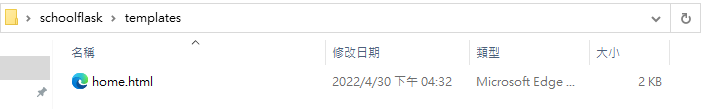 schoolflask › templates
名稱 修改日期 類型 大小
home.html 2022/4/30 下午 04:32 Microsoft Edge ... 2 KB